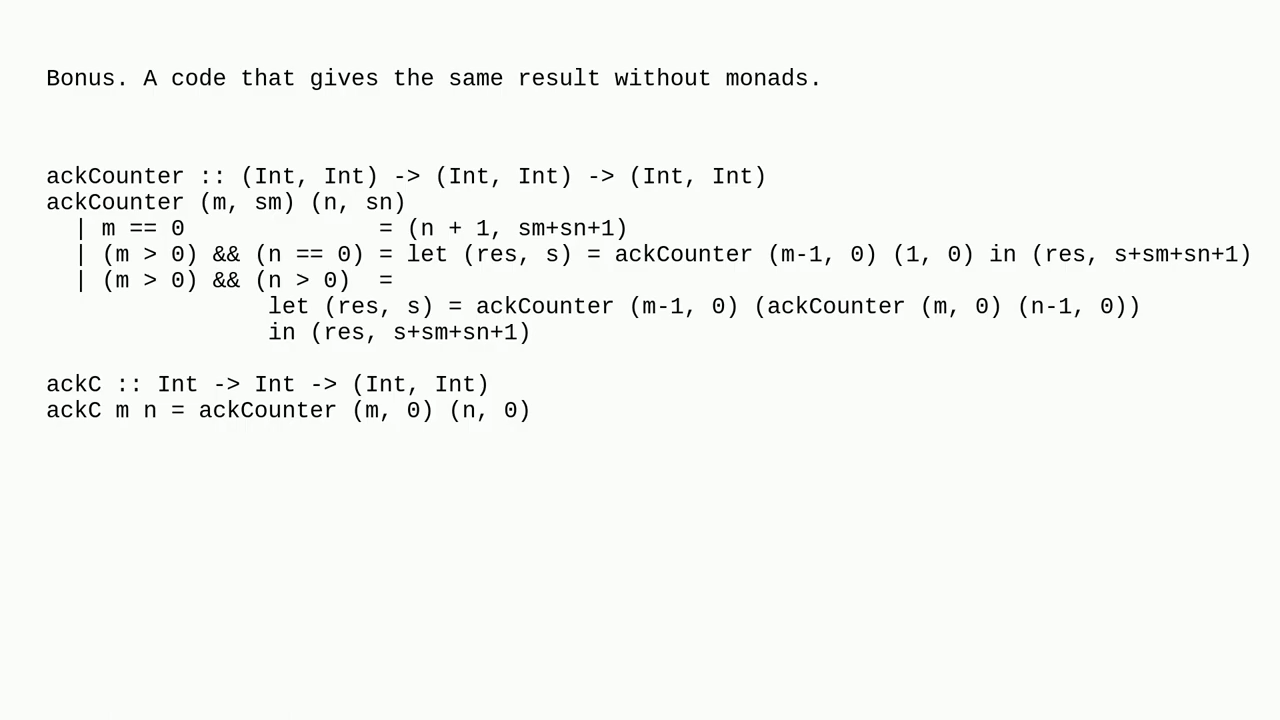 Bonus. A code that gives the same result without monads.
ackCounter :: (Int, Int) -> (Int, Int) -> (Int, Int)
ackCounter (m, sm) (n, sn)
  | m == 0              = (n + 1, sm+sn+1)
  | (m > 0) && (n == 0) = let (res, s) = ackCounter (m-1, 0) (1, 0) in (res, s+sm+sn+1)
  | (m > 0) && (n > 0)  =
                let (res, s) = ackCounter (m-1, 0) (ackCounter (m, 0) (n-1, 0))
                in (res, s+sm+sn+1)
ackC :: Int -> Int -> (Int, Int)
ackC m n = ackCounter (m, 0) (n, 0)